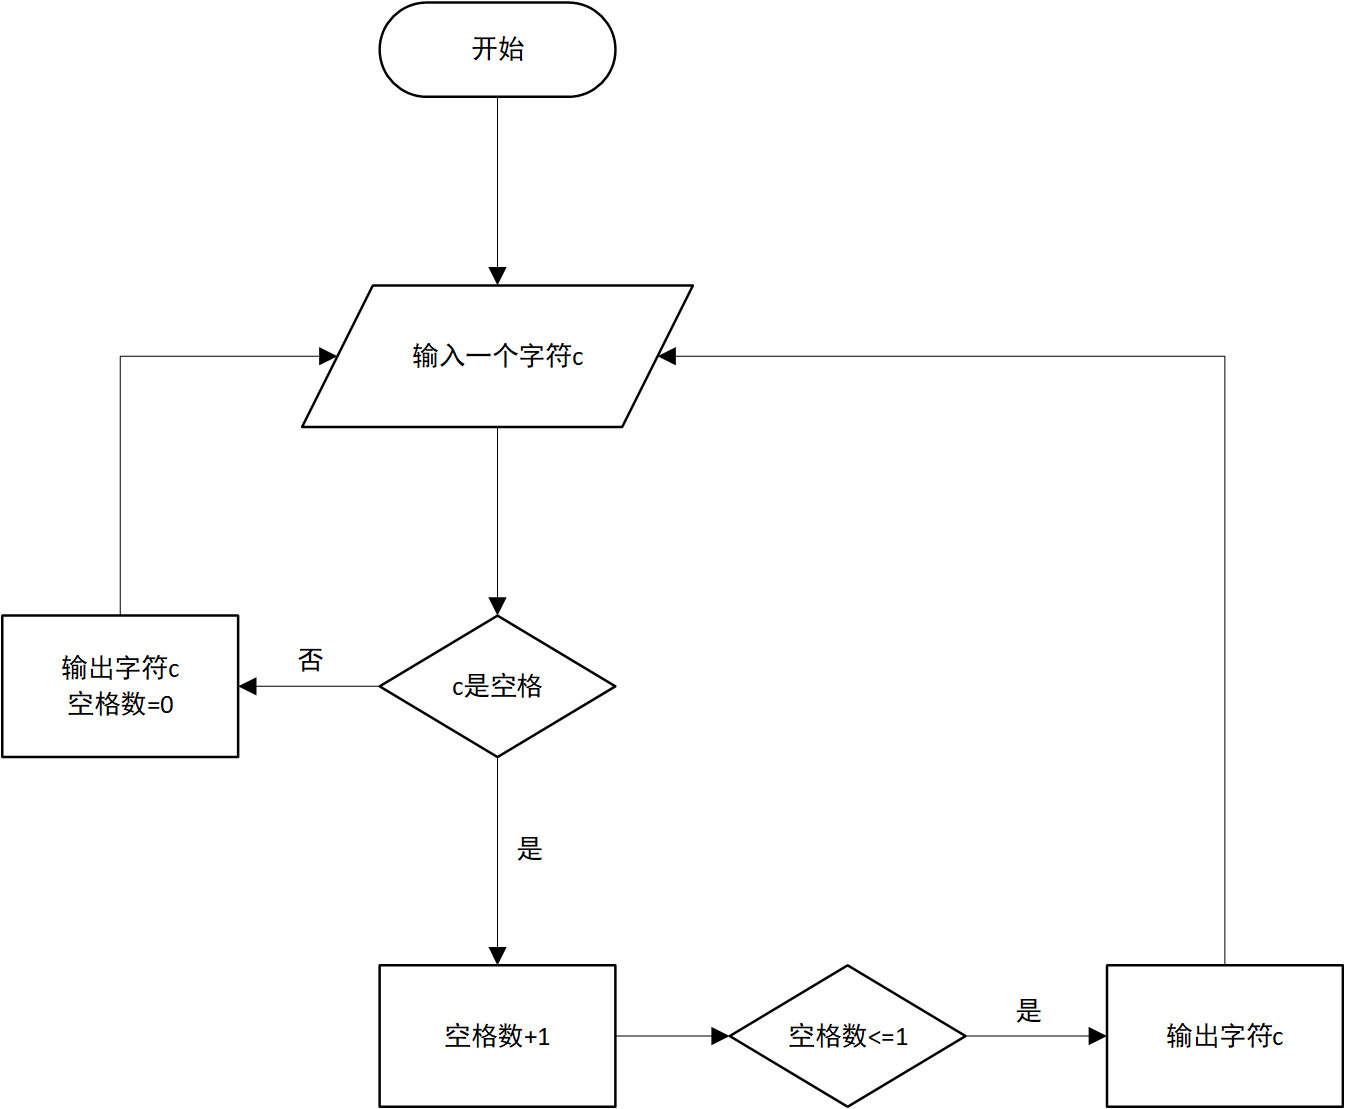 开始
输入一个字符c
输出字符c
空格数=0
否
c是空格
是
空格数+1
空格数<=1
是
输出字符c